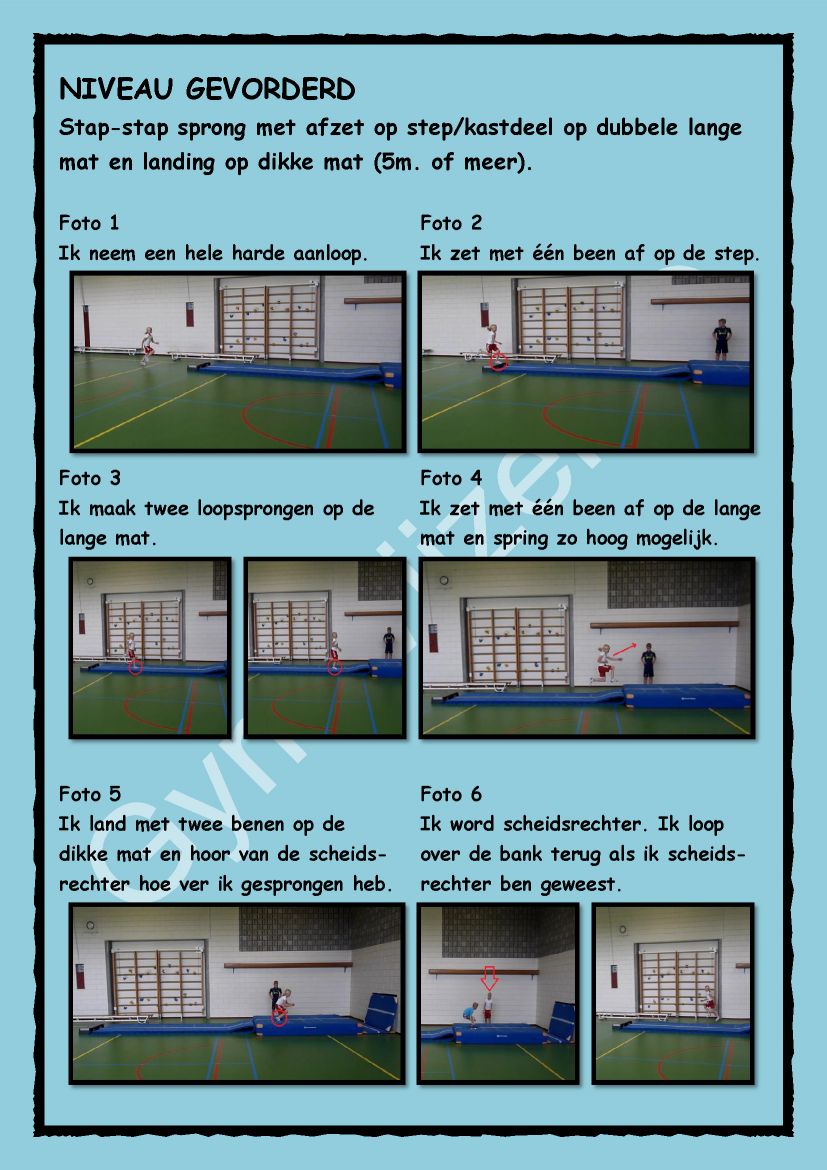 NIVEAU GEVORDERD
Stap-stap sprong met afzet op step/kastdeel op dubbele lange
mat en landing op dikke mat (5m. of meer).
Foto 1
Ik neem een hele harde aanloop.
Foto 2
Ik zet met één been af op de step.
Foto 3
Ik maak twee loopsprongen op de
lange mat.
Foto 4
Ik zet met één been af op de lange
mat en spring zo hoog mogelijk.
Foto 5
Ik land met twee benen op de
dikke mat en hoor van de scheids-
rechter hoe ver ik gesprongen heb.
Foto 6
Ik word scheidsrechter. Ik loop
over de bank terug als ik scheids-
rechter ben geweest.